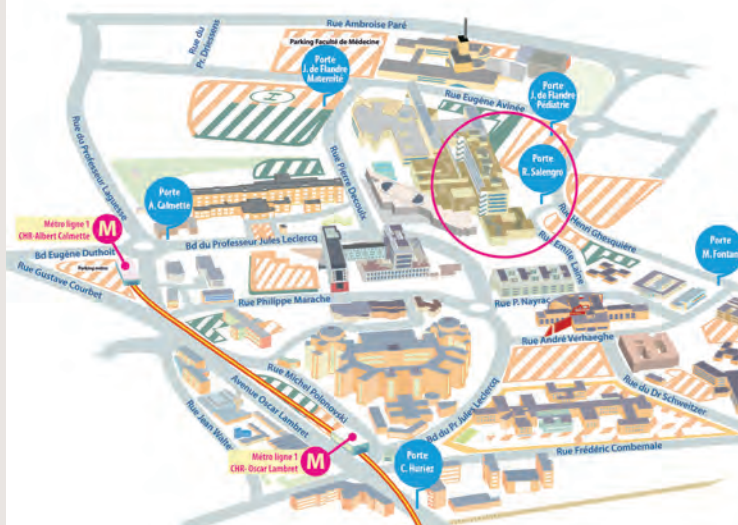 Rue Ambroise Paré
Rue du
Pr. Driessens
Parking Faculté de Médecine
Porte
J. de Flandre
Maternité
Rue Eugène Avinée
Porte
J. de Flandre
Pédiatrie
Rue du Professeur Laguesse
Rue Pierre Decoulx
Porte
R. Salengro
Porte
A. Calmette
Rue Henri Ghesquière
Métro ligne 1
CHR-Albert Calmette
M
Bd du Professeur Jules Leclercq
Rue Emile Laine
Porte
M. Fontan
Bd Eugène Duthoit
Rue Gustave Courbet
Rue Philippe Marache
Rue P. Nayrac
Rue André Verhaeghe
Rue Michel Polonovski
Avenue Oscar Lambret
Bd du Pr Jules Leclercq
Rue du Dr Schweitzer
Rue Jean Walter
Rue Frédéric Combemale
Métro ligne 1
CHR- Oscar Lambret
M
Porte
C. Huriez